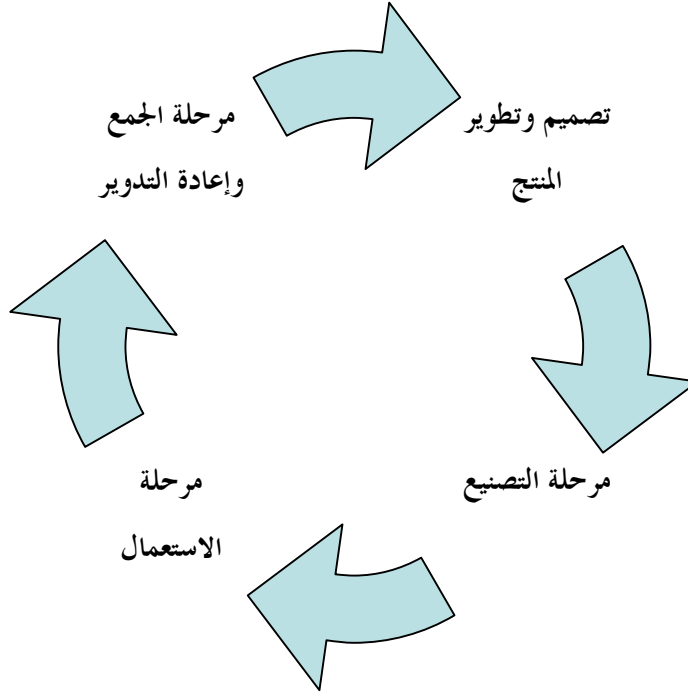 تصميم وتطوير
المنتج
مرحلة الجمع
وإعادة التدوير
مرحلة التصنيع
مرحلة
الاستعمال